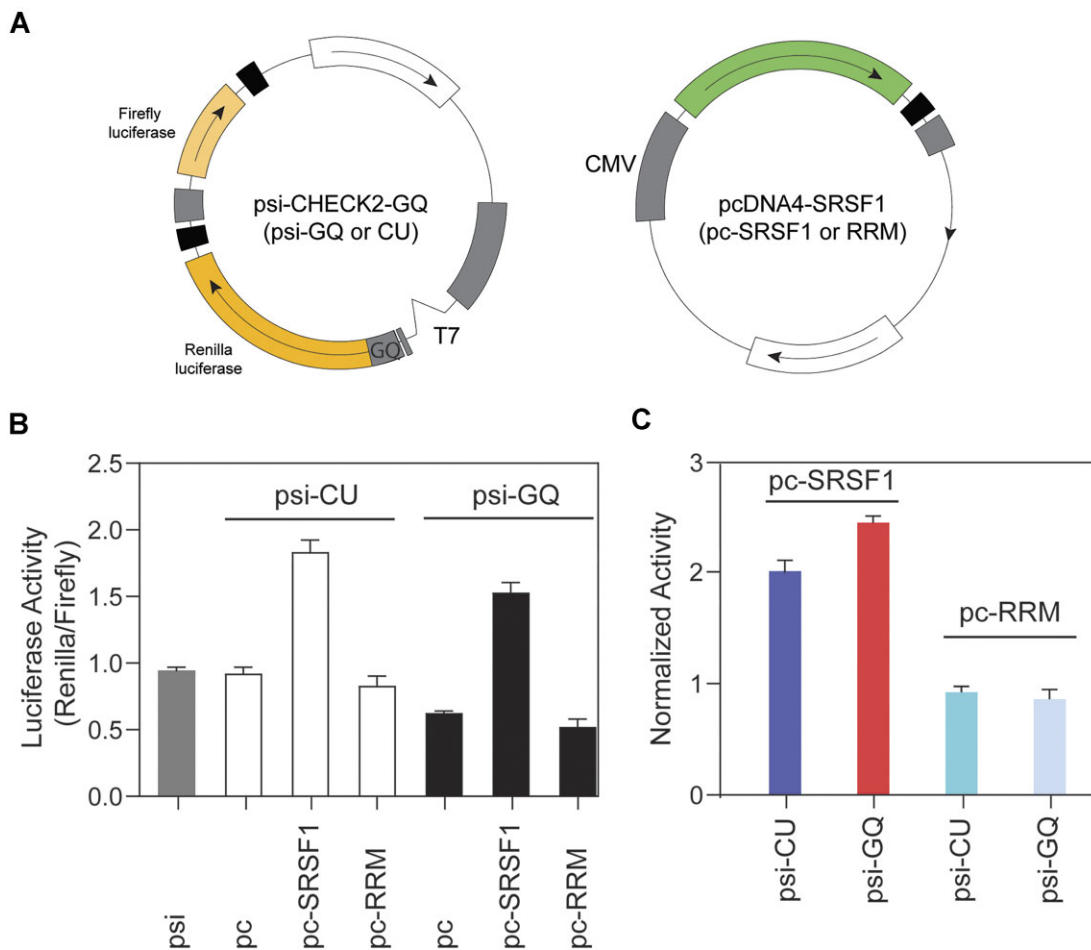 A
Firefly
luciferase
psi-CHECK2-GQ
(psi-GQ or CU)
T7
GQ
Renilla
luciferase
CMV
pcDNA4-SRSF1
(pc-SRSF1 or RRM)
B
Luciferase Activity
(Renilla/Firefly)
2.5
2.0
1.5
1.0
0.5
0.0
psi-CU
psi-GQ
psi
pc
pc-SRSF1
pc-RRM
pc
pc-SRSF1
pc-RRM
C
Normalized Activity
3
2
1
0
pc-SRSF1
pc-RRM
psi-CU
psi-GQ
psi-CU
psi-GQ